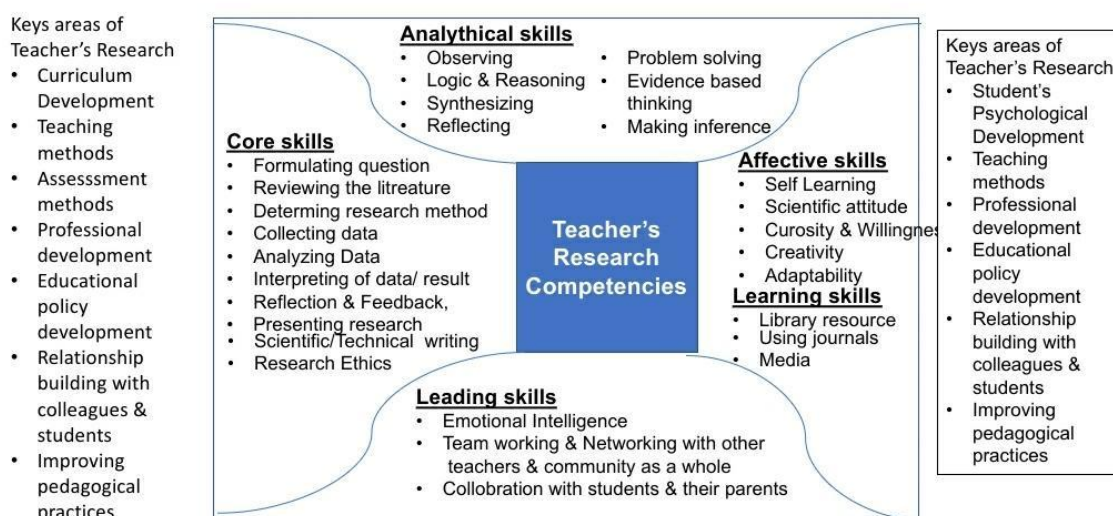 Keys areas of
Teacher's Research
• Curriculum
Development
• Teaching
methods
• Assesssment
methods
• Professional
development
• Educational
policy
development
• Relationship
building with
colleagues &
students
• Improving
pedagogical
practices
Analytical skills
• Observing
• Logic & Reasoning
• Synthesizing
• Reflecting
• Problem solving
• Evidence based
thinking
• Making inference
Core skills
• Formulating question
• Reviewing the litreature
• Determing research method
• Collecting data
• Analyzing Data
• Interpreting of data/ result
• Reflection & Feedback,
• Presenting research
• Scientific/Technical writing
• Research Ethics
Teacher's
Research
Competencies
Affective skills
• Self Learning
• Scientific attitude
• Curosity & Willingnes
• Creativity
• Adaptability
Learning skills
• Library resource
• Using journals
• Media
Leading skills
• Emotional Intelligence
• Team working & Networking with other
teachers & community as a whole
• Collobration with students & their parents
Keys areas of
Teacher's Research
• Student's
Psychological
Development
• Teaching
methods
• Professional
development
• Educational
policy
development
• Relationship
building with
colleagues &
students
• Improving
pedagogical
practices